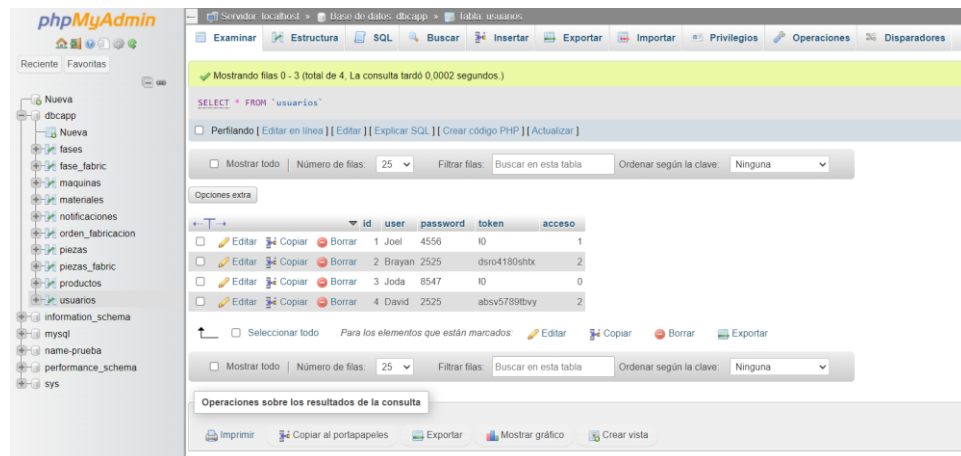 phpMyAdmin
Reciente Favoritas
Nueva
dbcapp
Nueva
fases
fase_fabric
maquinas
materiales
notificaciones
orden_fabricacion
piezas
piezas_fabric
productos
usuarios
information_schema
mysql
name-prueba
performance_schema
sys
Servidor: localhost » Base de datos: dbcapp » Tabla: usuarios
Examinar Estructura SQL Buscar Insertar Exportar Importar Privilegios Operaciones Disparadores
Mostrando filas 0 - 3 (total de 4, La consulta tardó 0,0002 segundos.)
SELECT * FROM `usuarios`
Perfilando [ Editar en línea ] [ Editar ] [ Explicar SQL ] [ Crear código PHP ] [ Actualizar ]
Mostrar todo | Número de filas: 25 Filtrar filas: Buscar en esta tabla Ordenar según la clave: Ninguna
Opciones extra
←T→ id user password token acceso
Editar Copiar Borrar 1 Joel 4556 !0 1
Editar Copiar Borrar 2 Brayan 2525 dsro4180shtx 2
Editar Copiar Borrar 3 Joda 8547 !0 0
Editar Copiar Borrar 4 David 2525 absv5789tbvy 2
Seleccionar todo Para los elementos que están marcados: Editar Copiar Borrar Exportar
Mostrar todo | Número de filas: 25 Filtrar filas: Buscar en esta tabla Ordenar según la clave: Ninguna
Operaciones sobre los resultados de la consulta
Imprimir Copiar al portapapeles Exportar Mostrar gráfico Crear vista